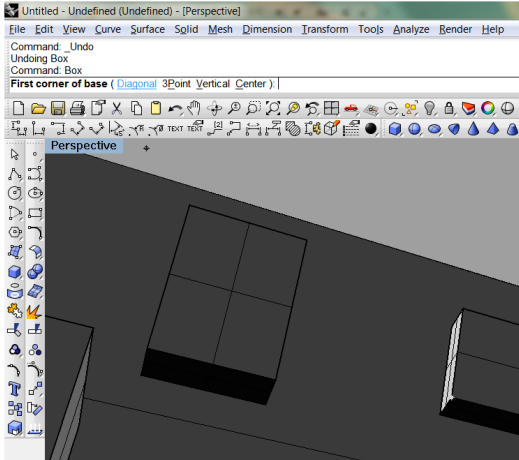 Untitled - Undefined (Undefined) - [Perspective]
File Edit View Curve Surface Solid Mesh Dimension Transform Tools Analyze Render Help
Command: _Undo
Undoing Box
Command: Box
First corner of base ( Diagonal 3Point Vertical Center ):
TEXT TEXT
Perspective
T